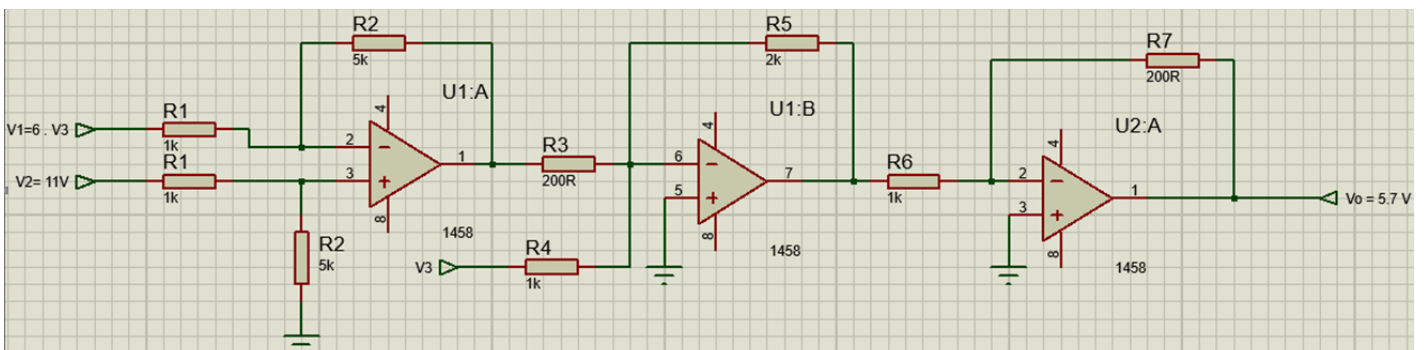 R2
5k
U1:A
R1
V1=6 . V3
1k
R1
V2= 11V
1k
4
2
3
1
8
1458
R2
5k
R3
200R
V3
R4
1k
R5
2k
U1:B
4
6
5
7
8
1458
R6
1k
R7
200R
U2:A
4
2
3
1
8
1458
Vo = 5.7 V